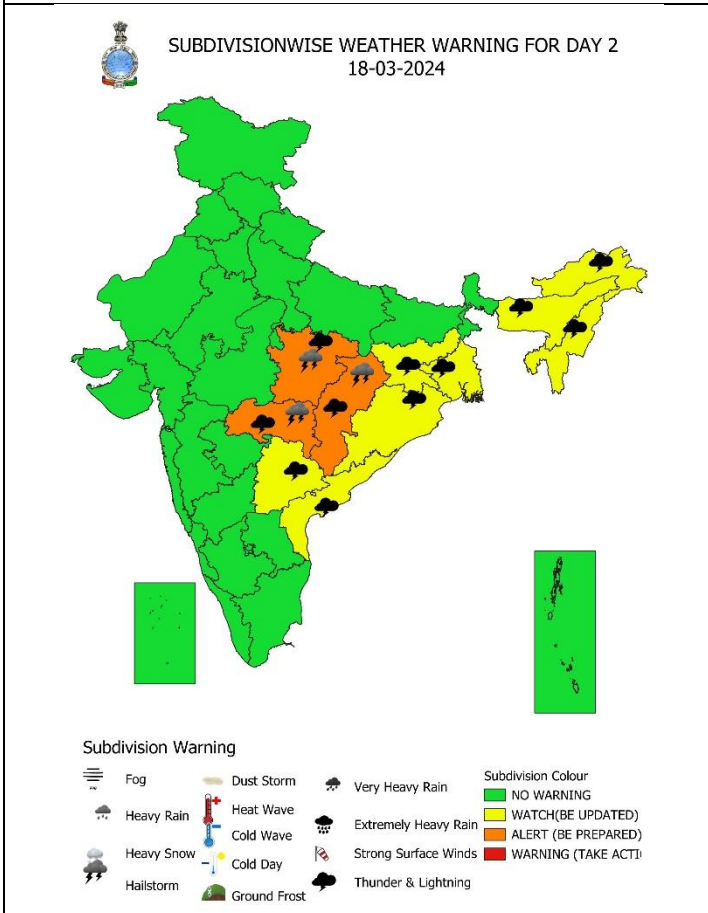 SUBDIVISIONWISE WEATHER WARNING FOR DAY 2
18-03-2024
Subdivision Warning
Fog
Heavy Rain
Heavy Snow
Hailstorm
Dust Storm
Heat Wave
Cold Wave
Cold Day
Ground Frost
Very Heavy Rain
Extremely Heavy Rain
Strong Surface Winds
Thunder & Lightning
Subdivision Colour
NO WARNING
WATCH(BE UPDATED)
ALERT (BE PREPARED)
WARNING (TAKE ACTI